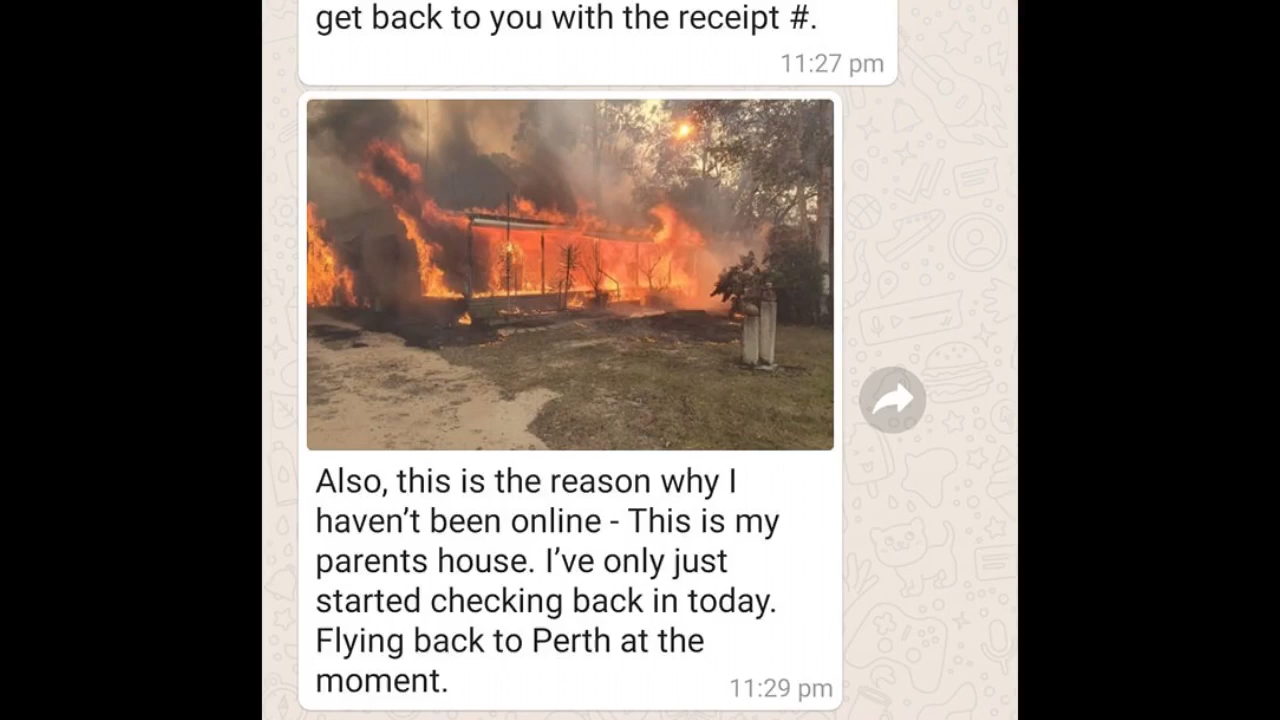 get back to you with the receipt #.
11:27 pm
Also, this is the reason why I
haven’t been online - This is my
parents house. I’ve only just
started checking back in today.
Flying back to Perth at the
moment.
11:29 pm